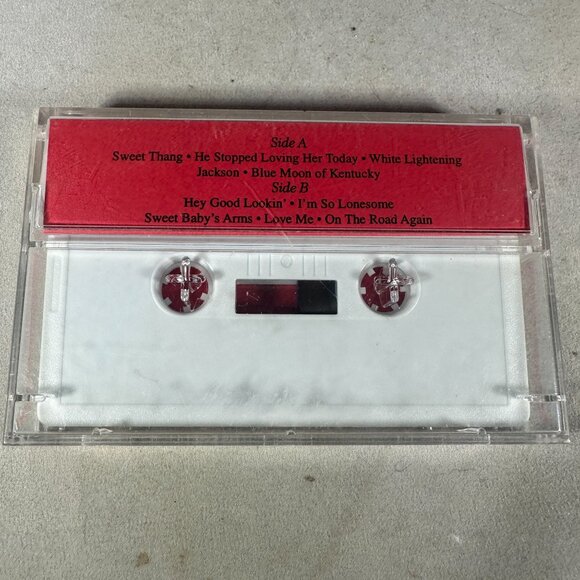 Side A
Sweet Thang • He Stopped Loving Her Today • White Lightening
Jackson • Blue Moon of Kentucky
Side B
Hey Good Lookin' • I'm So Lonesome
Sweet Baby's Arms • Love Me • On The Road Again